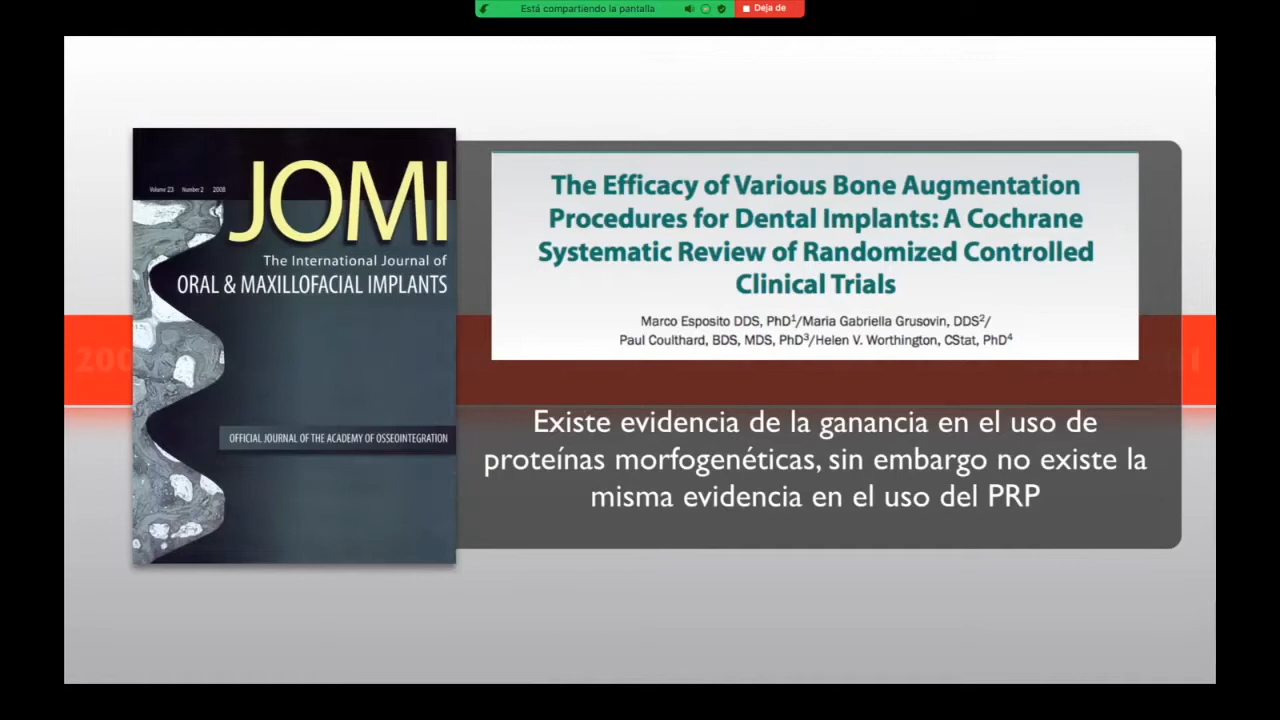 Está compartiendo la pantalla
Deja de
Volume 23 Number 2 2008
JOMI
The International Journal of
ORAL & MAXILLOFACIAL IMPLANTS
OFFICIAL JOURNAL OF THE ACADEMY OF OSSEOINTEGRATION
The Efficacy of Various Bone Augmentation
Procedures for Dental Implants: A Cochrane
Systematic Review of Randomized Controlled
Clinical Trials
Marco Esposito DDS, PhD¹/Maria Gabriella Grusovin, DDS²/
Paul Coulthard, BDS, MDS, PhD³/Helen V. Worthington, CStat, PhD⁴
Existe evidencia de la ganancia en el uso de
proteínas morfogenéticas, sin embargo no existe la
misma evidencia en el uso del PRP